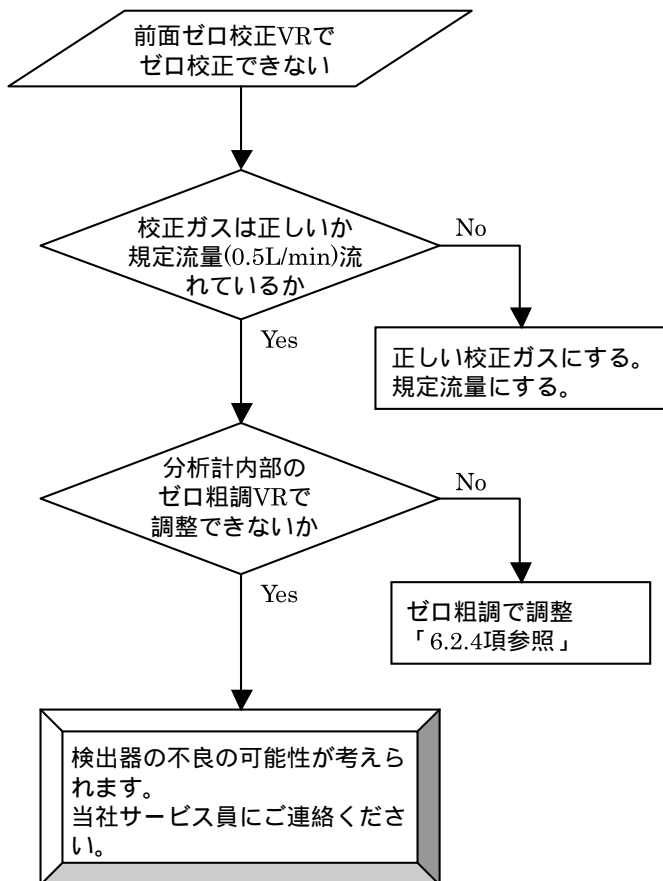 前面ゼロ校正VRで
ゼロ校正できない
校正ガスは正しいか
規定流量(0.5L/min)流
れているか
No
Yes
正しい校正ガスにする。
規定流量にする。
分析計内部の
ゼロ粗調VRで
調整できないか
No
Yes
ゼロ粗調で調整
「6.2.4項参照」
検出器の不良の可能性が考えら
れます。
当社サービス員にご連絡くださ
い。